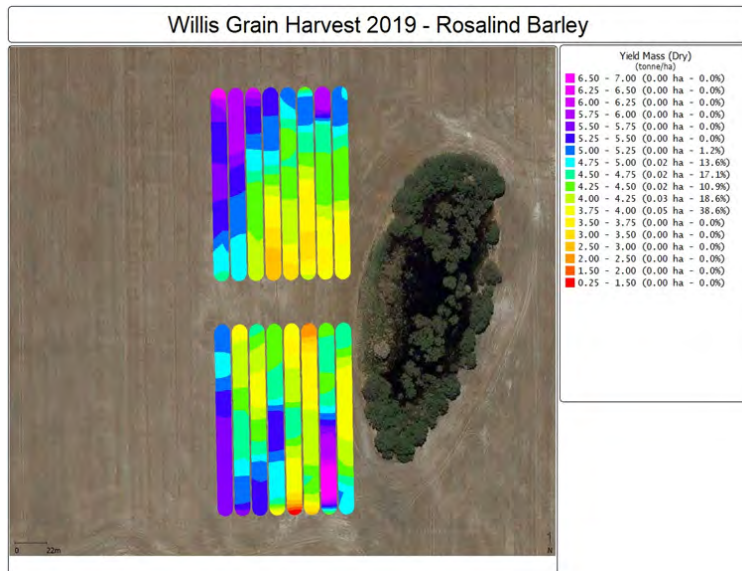 Willis Grain Harvest 2019 - Rosalind Barley
Yield Mass (Dry)
(tonne/ha)
6.50 - 7.00 (0.00 ha - 0.0%)
6.25 - 6.50 (0.00 ha - 0.0%)
6.00 - 6.25 (0.00 ha - 0.0%)
5.75 - 6.00 (0.00 ha - 0.0%)
5.50 - 5.75 (0.00 ha - 0.0%)
5.25 - 5.50 (0.00 ha - 0.0%)
5.00 - 5.25 (0.00 ha - 1.2%)
4.75 - 5.00 (0.02 ha - 13.6%)
4.50 - 4.75 (0.02 ha - 17.1%)
4.25 - 4.50 (0.02 ha - 10.9%)
4.00 - 4.25 (0.03 ha - 18.6%)
3.75 - 4.00 (0.05 ha - 38.6%)
3.50 - 3.75 (0.00 ha - 0.0%)
3.00 - 3.50 (0.00 ha - 0.0%)
2.50 - 3.00 (0.00 ha - 0.0%)
2.00 - 2.50 (0.00 ha - 0.0%)
1.50 - 2.00 (0.00 ha - 0.0%)
0.25 - 1.50 (0.00 ha - 0.0%)
0 22m
N